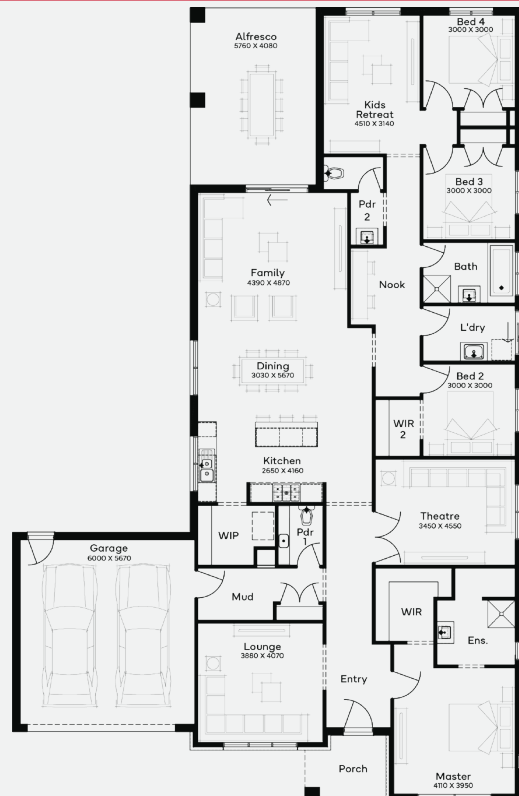 Alfresco
5760 X 4080
Bed 4
3000 X 3000
Kids
Retreat
4510 X 3140
Pdr
2
Bed 3
3000 X 3000
Family
4390 X 4870
Nook
Bath
L'dry
Dining
3030 X 5670
Bed 2
3000 X 3000
WIR
2
Kitchen
2650 X 4160
Theatre
3450 X 4550
WIP
Pdr
1
Garage
6000 X 5670
Mud
WIR
Ens.
Lounge
3880 X 4070
Entry
Porch
Master
4110 X 3950